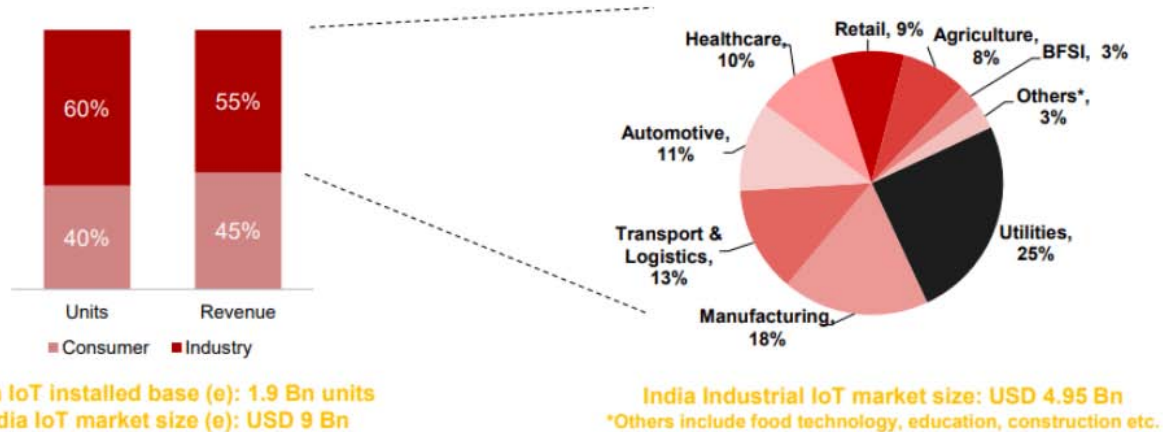 60%
40%
55%
45%
Units
Revenue
Consumer
Industry
IoT installed base (e): 1.9 Bn units
dia IoT market size (e): USD 9 Bn
Retail, 9%
Agriculture,
8%
BFSI, 3%
Others*,
3%
Utilities,
25%
Manufacturing,
18%
Transport &
Logistics,
13%
Automotive,
11%
Healthcare,
10%
India Industrial IoT market size: USD 4.95 Bn
*Others include food technology, education, construction etc.